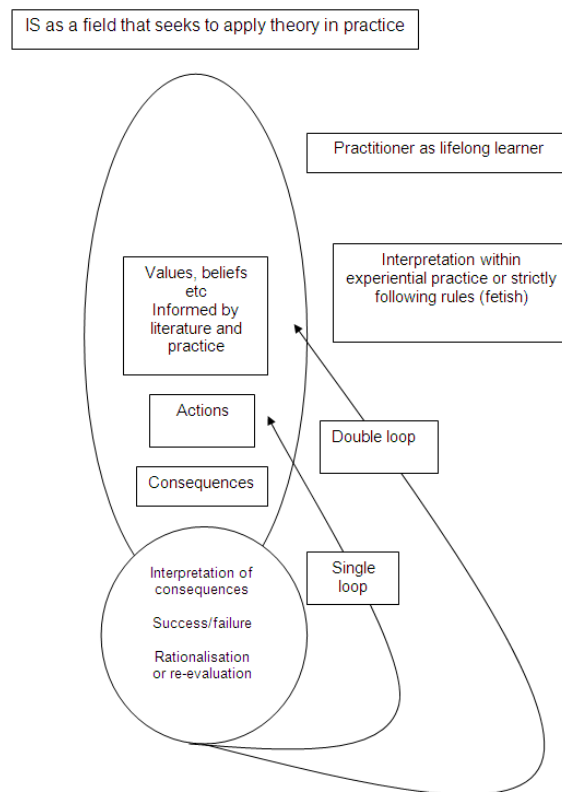 IS as a field that seeks to apply theory in practice
Practitioner as lifelong learner
Interpretation within
experiential practice or strictly
following rules (fetish)
Values, beliefs
etc
Informed by
literature and
practice
Actions
Double loop
Consequences
Single
loop
Interpretation of
consequences
Success/failure
Rationalisation
or re-evaluation